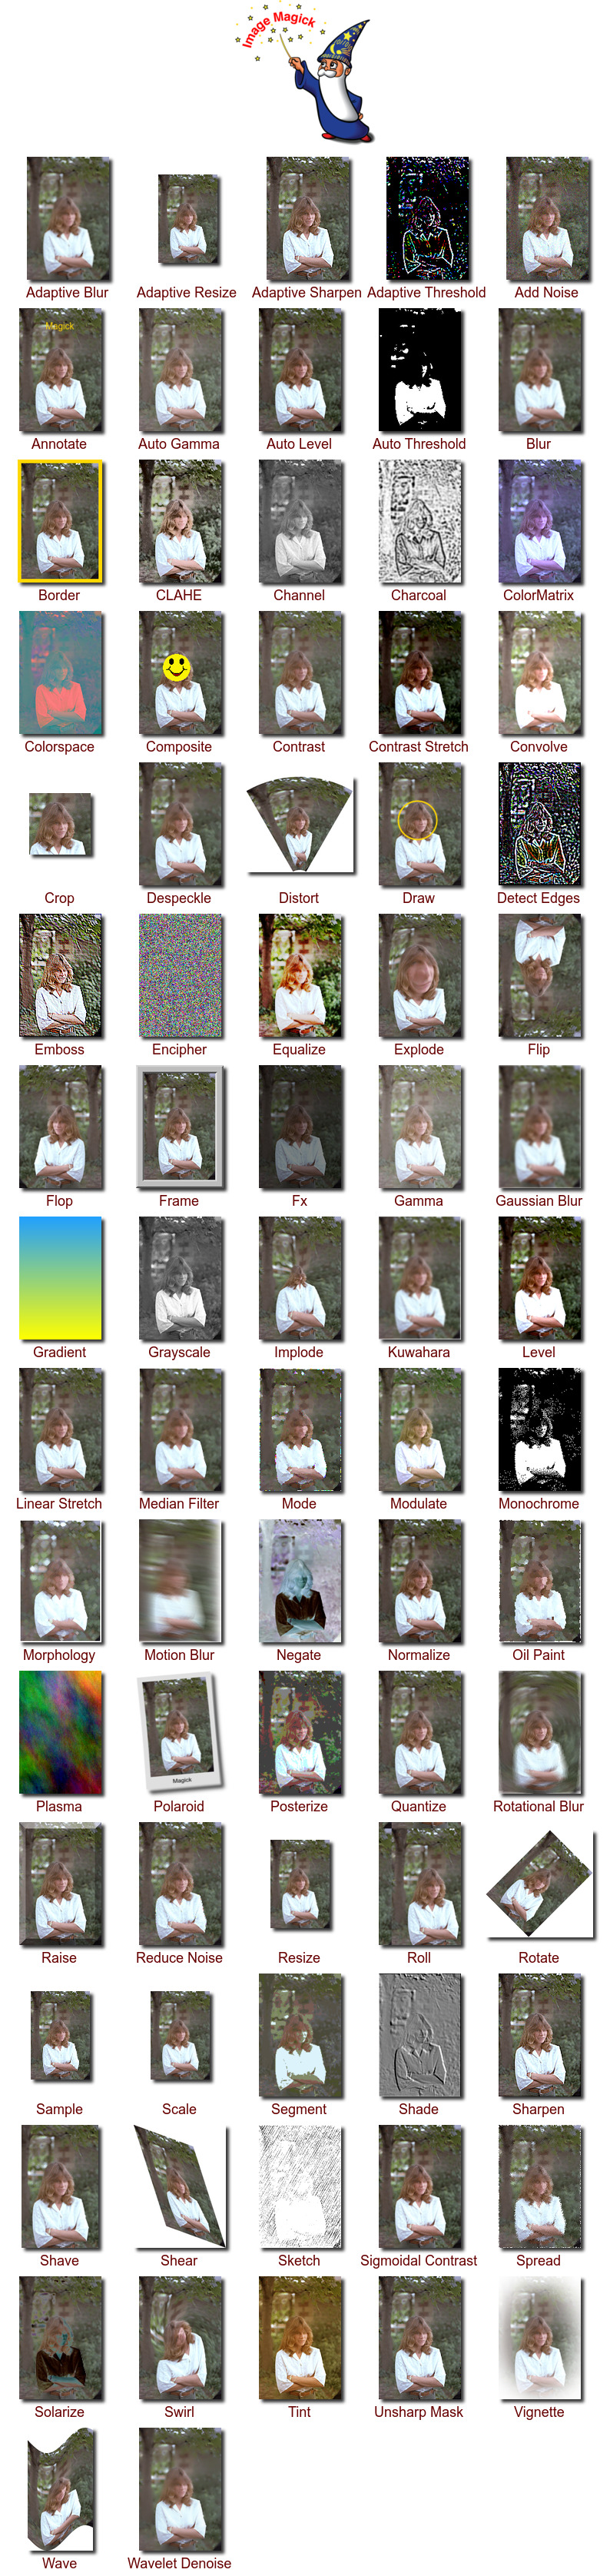 Image Magick
Adaptive Blur Adaptive Resize Adaptive Sharpen Adaptive Threshold Add Noise
Magick
Annotate Auto Gamma Auto Level Auto Threshold Blur
Border CLAHE Channel Charcoal ColorMatrix
Colorspace Composite Contrast Contrast Stretch Convolve
Crop Despeckle Distort Draw Detect Edges
Emboss Encipher Equalize Explode Flip
Flop Frame Fx Gamma Gaussian Blur
Gradient Grayscale Implode Kuwahara Level
Linear Stretch Median Filter Mode Modulate Monochrome
Morphology Motion Blur Negate Normalize Oil Paint
Magick
Plasma Polaroid Posterize Quantize Rotational Blur
Raise Reduce Noise Resize Roll Rotate
Sample Scale Segment Shade Sharpen
Shave Shear Sketch Sigmoidal Contrast Spread
Solarize Swirl Tint Unsharp Mask Vignette
Wave Wavelet Denoise